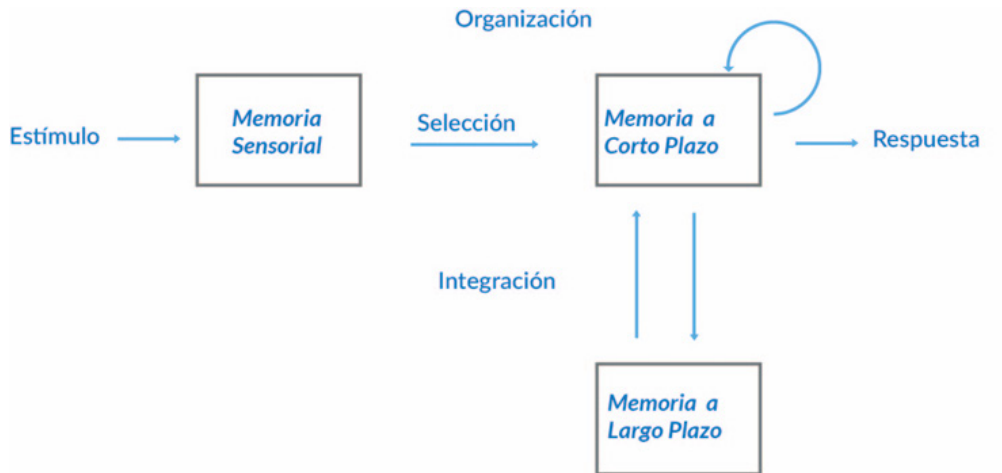 Organización
Estímulo
Memoria
Sensorial
Selección
Memoria a
Corto Plazo
Respuesta
Integración
Memoria a
Largo Plazo